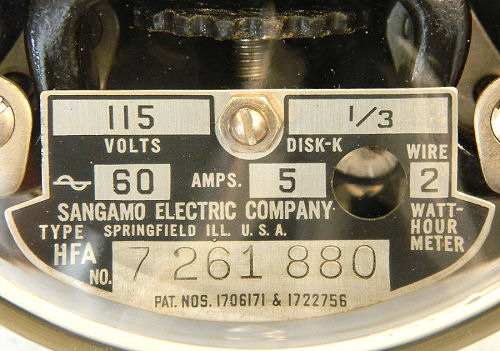 115 1/3
VOLTS DISK-K WIRE
60 AMPS. 5 2
SANGAMO ELECTRIC COMPANY WATT-
TYPE SPRINGFIELD ILL. U.S.A. HOUR
HFA METER
NO. 7 261 880
PAT. NOS. 1706171 & 1722756